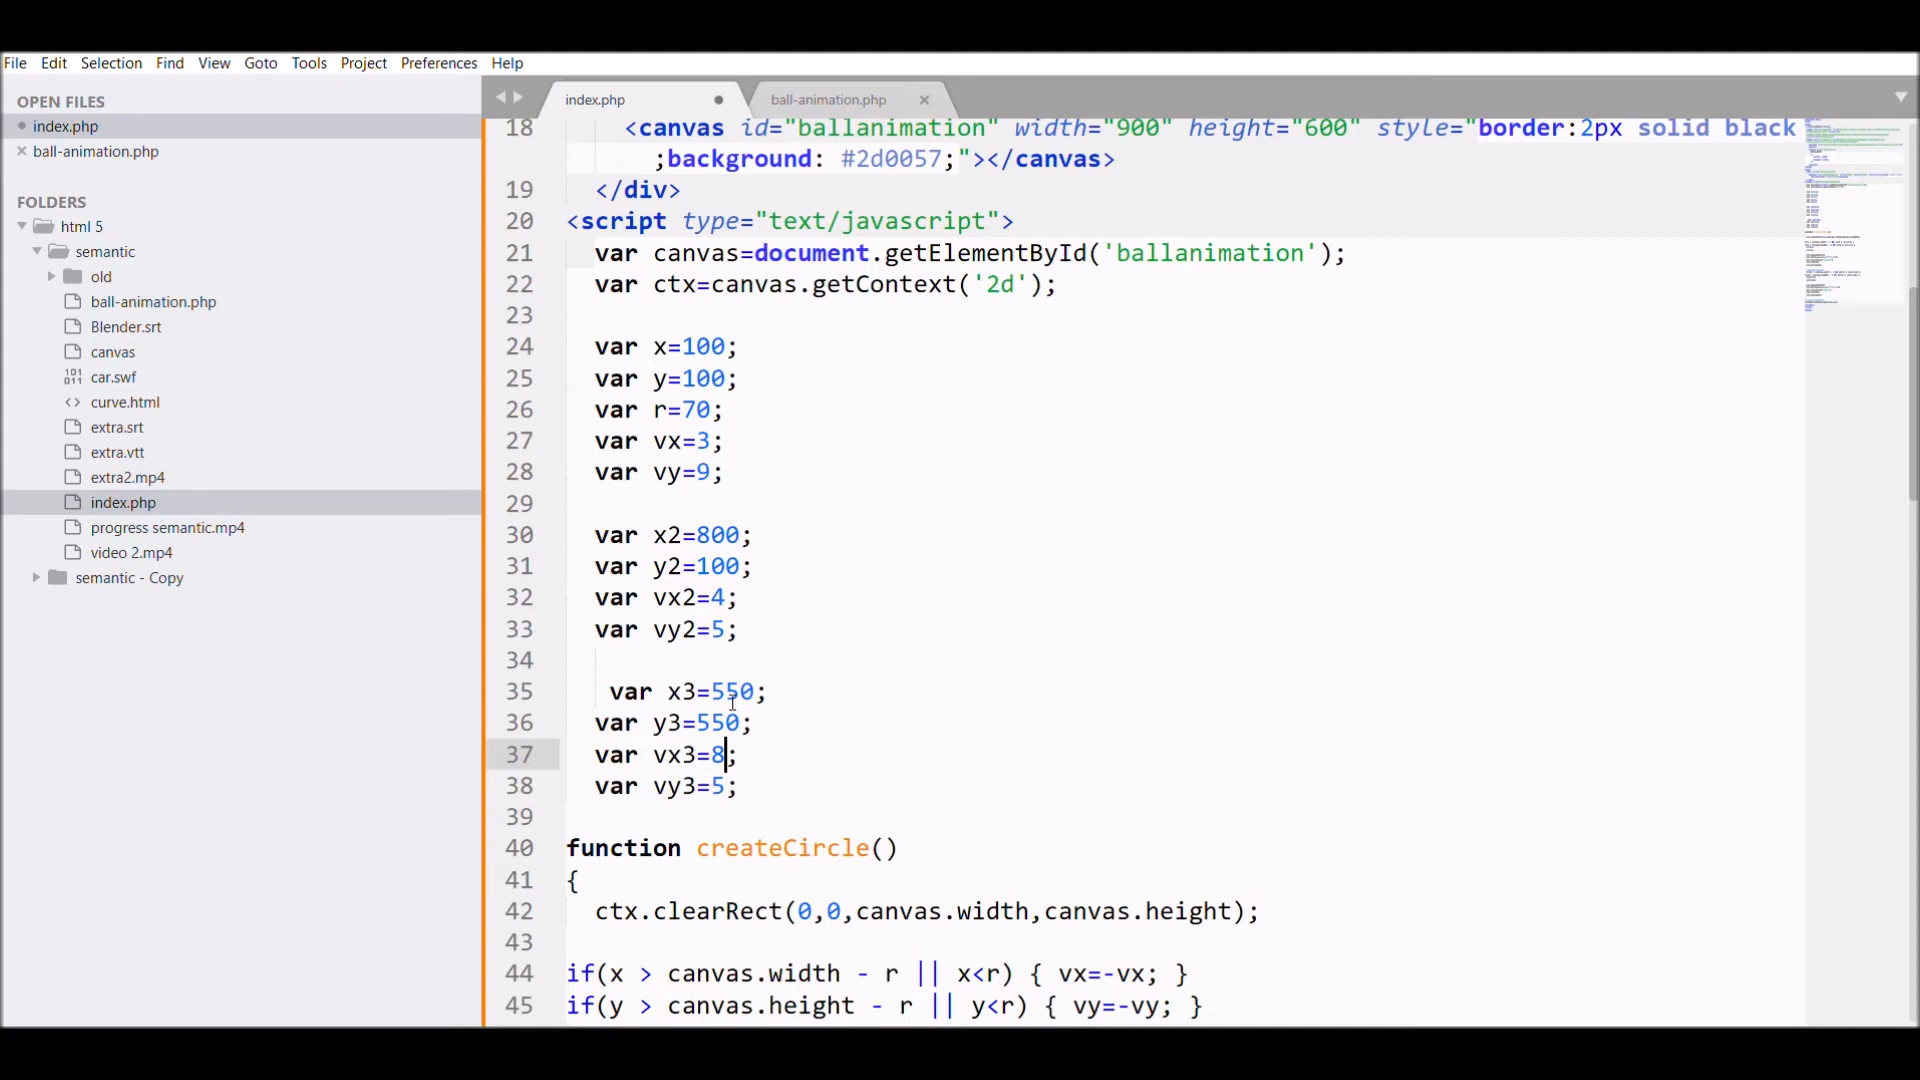 File Edit Selection Find View Goto Tools Project Preferences Help
OPEN FILES
index.php
ball-animation.php
FOLDERS
html 5
semantic
old
ball-animation.php
Blender.srt
canvas
car.swf
curve.html
extra.srt
extra.vtt
extra2.mp4
index.php
progress semantic.mp4
video 2.mp4
semantic - Copy
index.php ball-animation.php
18 <canvas id="ballanimation" width="900" height="600" style="border:2px solid black
;background: #2d0057;"></canvas>
19 </div>
20 <script type="text/javascript">
21 var canvas=document.getElementById('ballanimation');
22 var ctx=canvas.getContext('2d');
23
24 var x=100;
25 var y=100;
26 var r=70;
27 var vx=3;
28 var vy=9;
29
30 var x2=800;
31 var y2=100;
32 var vx2=4;
33 var vy2=5;
34
35 var x3=550;
36 var y3=550;
37 var vx3=8;
38 var vy3=5;
39
40 function createCircle()
41 {
42 ctx.clearRect(0,0,canvas.width,canvas.height);
43
44 if(x > canvas.width - r || x<r) { vx=-vx; }
45 if(y > canvas.height - r || y<r) { vy=-vy; }